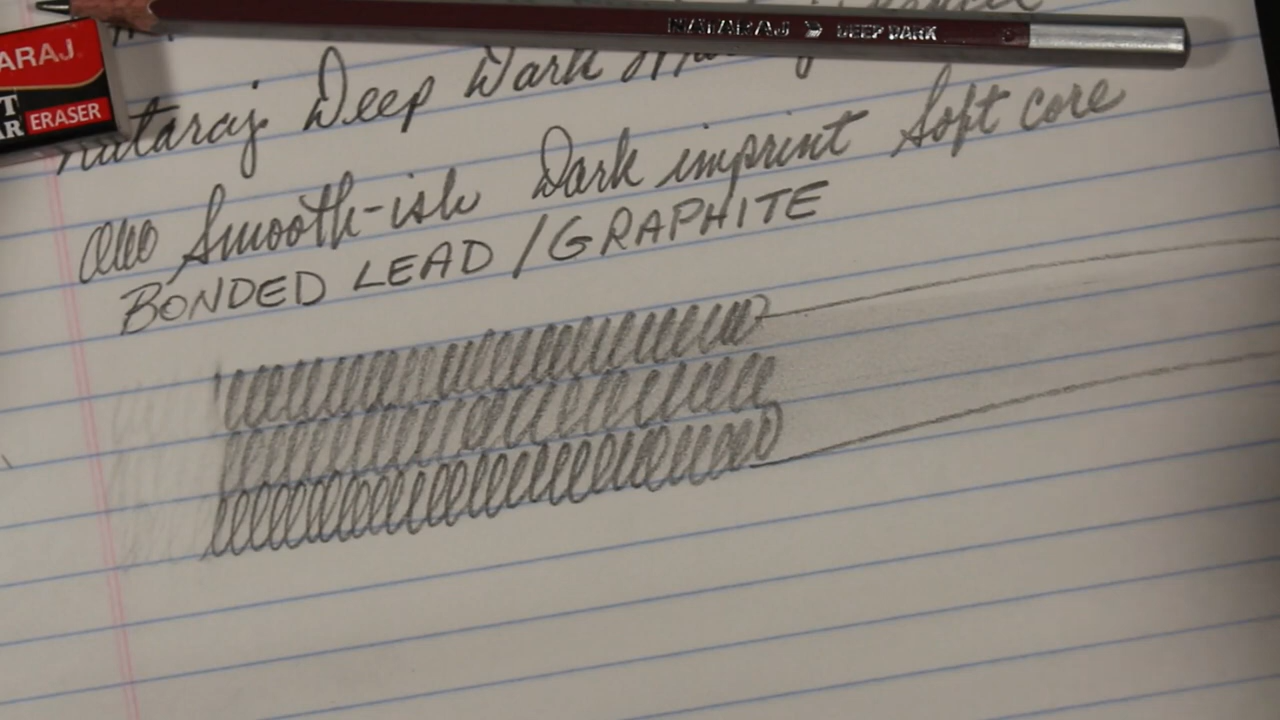 NATARAJ DEEP DARK
ARAJ
ERASER
Nataraj Deep Dark
Smooth-ish Dark imprint Soft core
BONDED LEAD / GRAPHITE